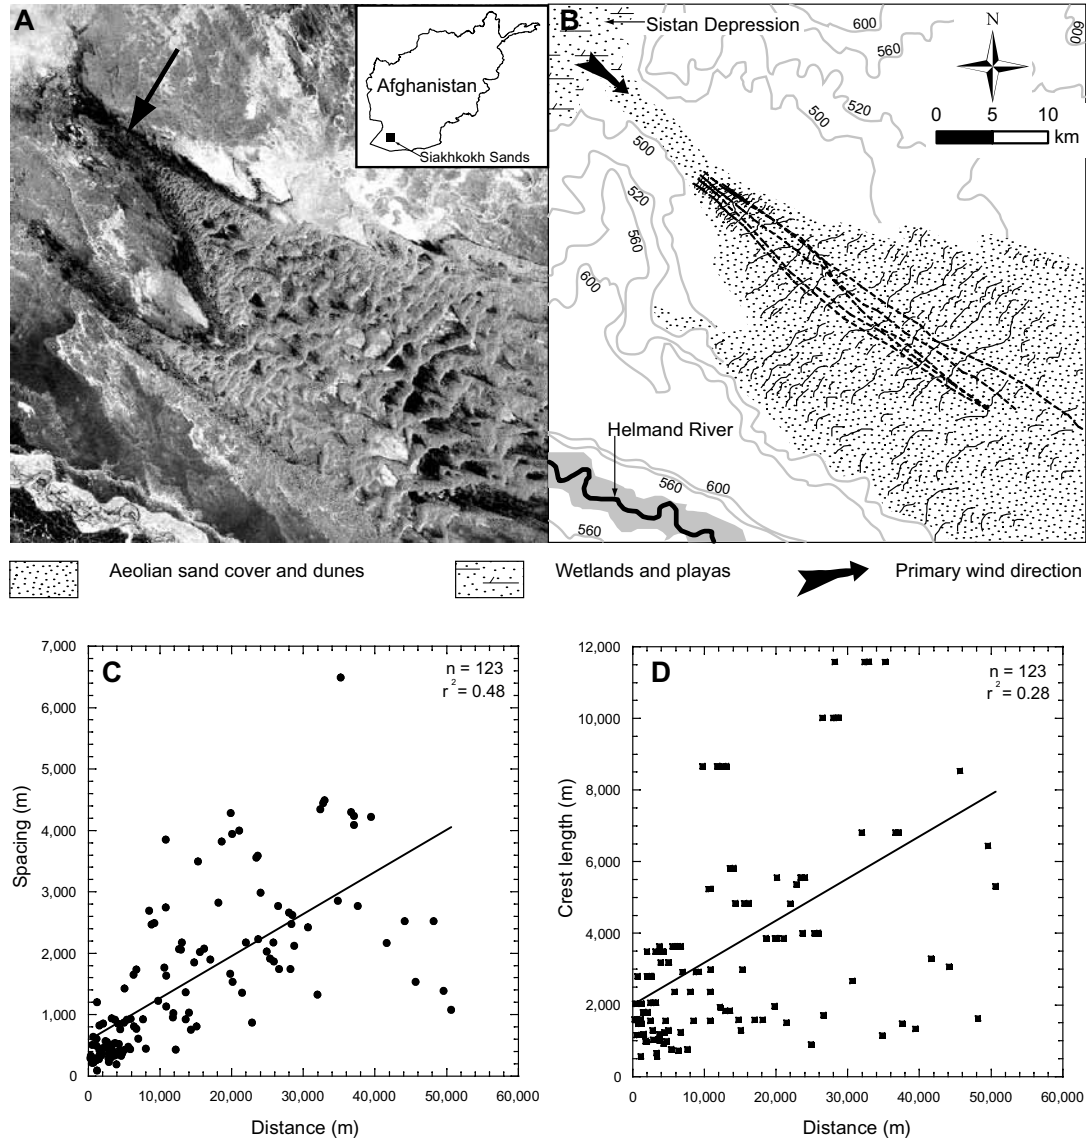 A
Afghanistan
Siakhkokh Sands
B
Sistan Depression
N
0 5 10
km
600
560
600
520
500
500
520
560
600
Helmand River
560
600
560
Aeolian sand cover and dunes
Wetlands and playas
Primary wind direction
C
n = 123
r² = 0.48
Spacing (m)
7,000
6,000
5,000
4,000
3,000
2,000
1,000
0
0 10,000 20,000 30,000 40,000 50,000 60,000
Distance (m)
D
n = 123
r² = 0.28
Crest length (m)
12,000
10,000
8,000
6,000
4,000
2,000
0
0 10,000 20,000 30,000 40,000 50,000 60,000
Distance (m)